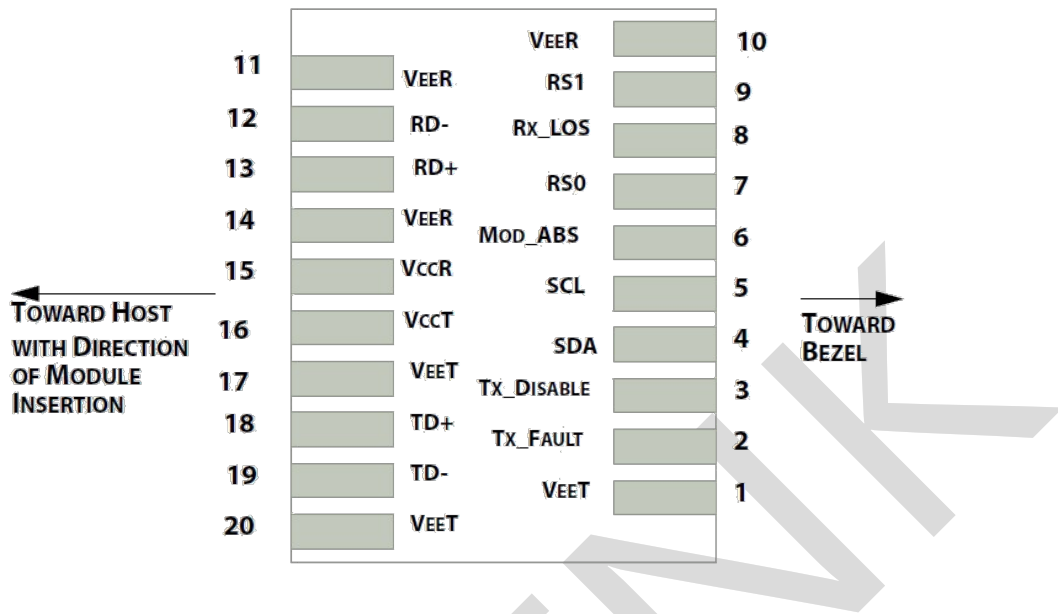 VEER 10
11 VEER
RS1 9
12 RD-
RX_LOS 8
13 RD+
RS0 7
14 VEER
MOD_ABS 6
15 VCCR
SCL 5
TOWARD HOST
WITH DIRECTION
OF MODULE
INSERTION
TOWARD
BEZEL
16 VCCT
SDA 4
17 VEET
TX_DISABLE 3
18 TD+
TX_FAULT 2
19 TD-
VEET 1
20 VEET